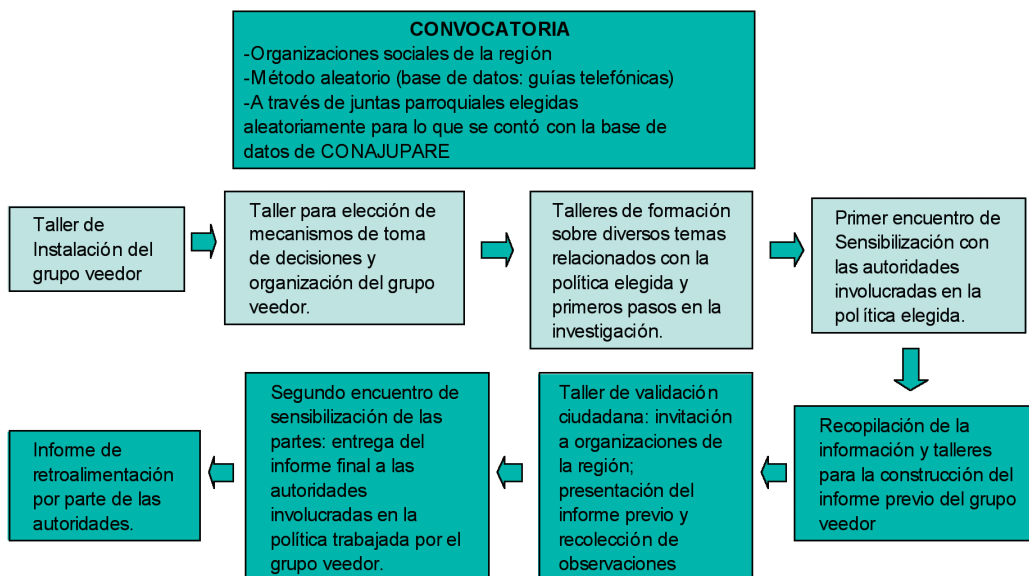 CONVOCATORIA
-Organizaciones sociales de la región
-Método aleatorio (base de datos: guías telefónicas)
-A través de juntas parroquiales elegidas
aleatoriamente para lo que se contó con la base de
datos de CONAJUPARE
Taller de
Instalación del
grupo veedor
Taller para elección de
mecanismos de toma
de decisiones y
organización del grupo
veedor.
Talleres de formación
sobre diversos temas
relacionados con la
política elegida y
primeros pasos en la
investigación.
Primer encuentro de
Sensibilización con
las autoridades
involucradas en la
política elegida.
Recopilación de la
información y talleres
para la construcción del
informe previo del grupo
veedor
Taller de validación
ciudadana: invitación
a organizaciones de
la región;
presentación del
informe previo y
recolección de
observaciones
Segundo encuentro de
sensibilización de las
partes: entrega del
informe final a las
autoridades
involucradas en la
política trabajada por el
grupo veedor.
Informe de
retroalimentación
por parte de las
autoridades.